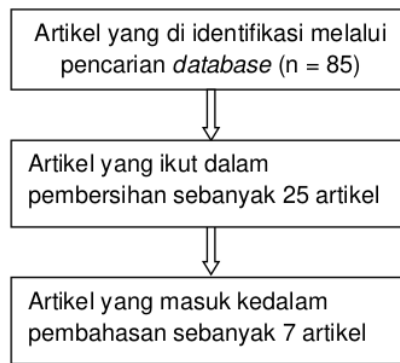 Artikel yang di identifikasi melalui
pencarian database (n = 85)
Artikel yang ikut dalam
pembersihan sebanyak 25 artikel
Artikel yang masuk kedalam
pembahasan sebanyak 7 artikel